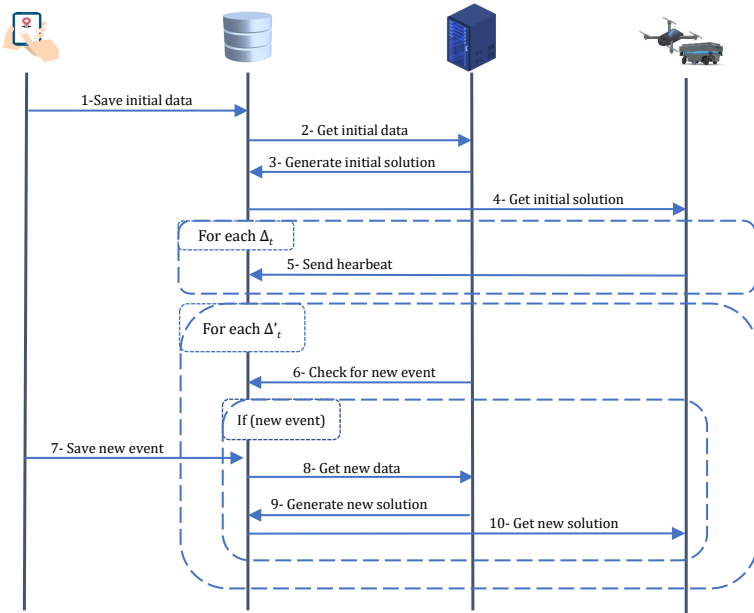 1-Save initial data
2- Get initial data
3- Generate initial solution
4- Get initial solution
For each Δt
5- Send hearbeat
For each Δ't
6- Check for new event
If (new event)
7- Save new event
8- Get new data
9- Generate new solution
10- Get new solution